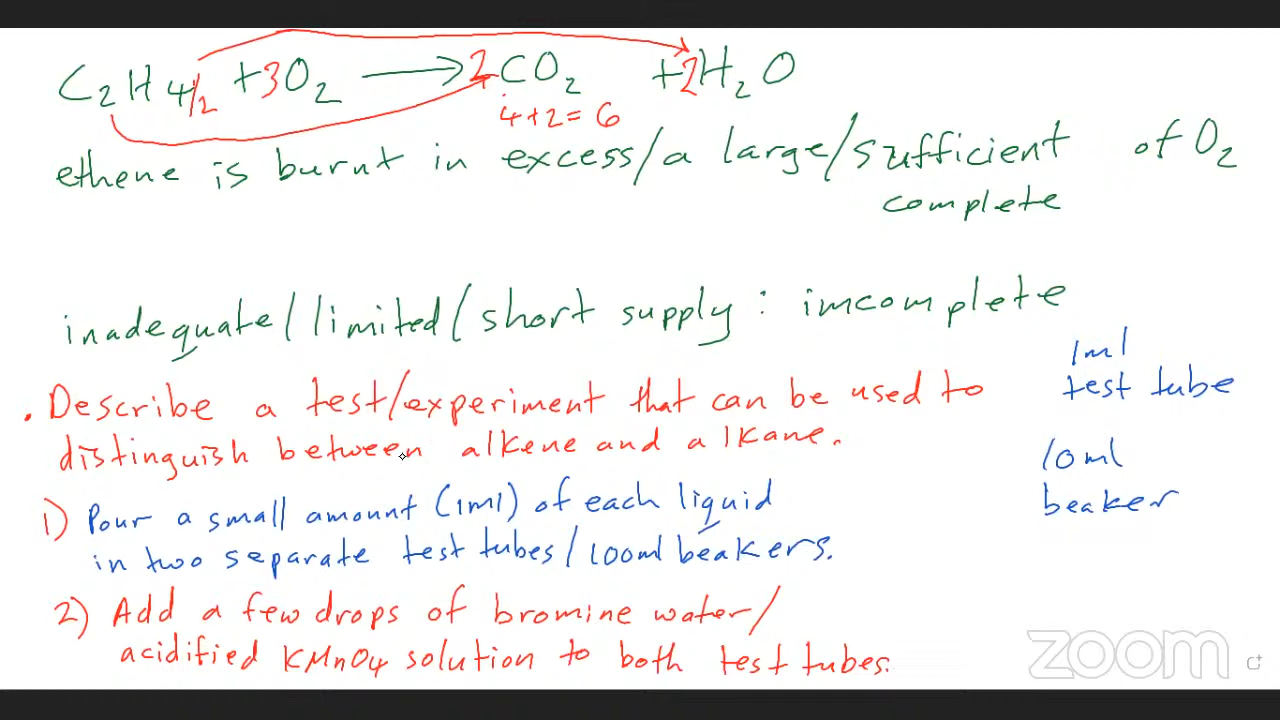 C2H4/2 + 3O2 → 2CO2 + 2H2O
4+2=6
ethene is burnt in excess/a large/sufficient of O2
complete
inadequate/limited/short supply: imcomplete
1ml
test tube
. Describe a test/experiment that can be used to
distinguish between alkene and alkane.
10ml
beaker
1) Pour a small amount (1ml) of each liquid
in two separate test tubes/100ml beakers.
2) Add a few drops of bromine water/
acidified KMnO4 solution to both test tubes.
zoom